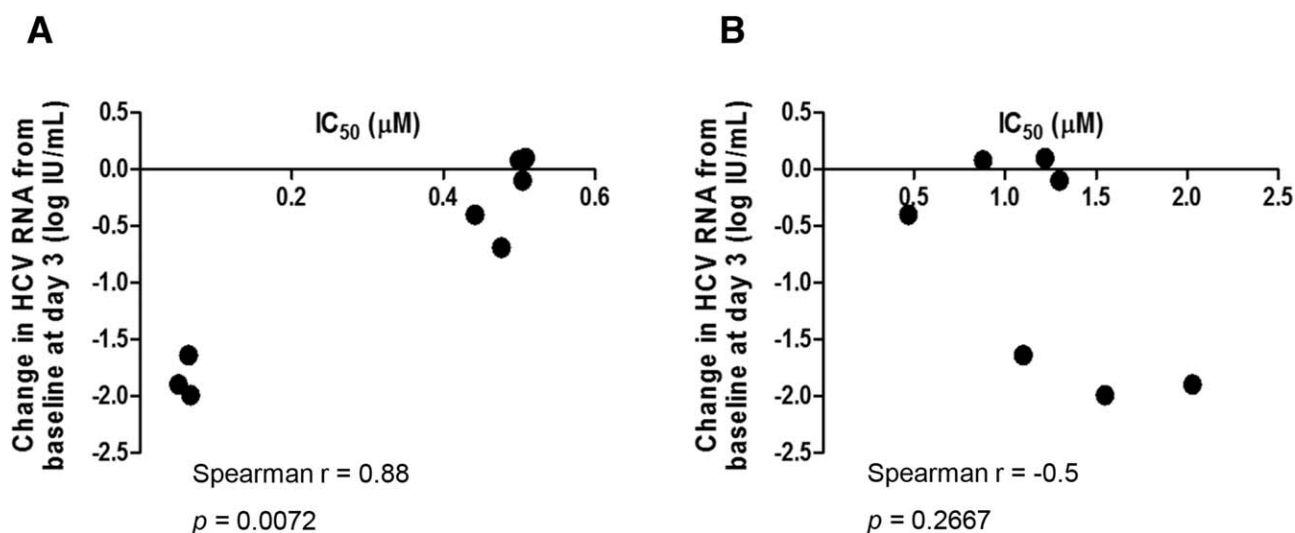 A
Change in HCV RNA from
baseline at day 3 (log IU/mL)
IC50 (μM)
0.5
0.0
-0.5
-1.0
-1.5
-2.0
-2.5
0.2 0.4 0.6
Spearman r = 0.88
p = 0.0072
B
Change in HCV RNA from
baseline at day 3 (log IU/mL)
IC50 (μM)
0.5
0.0
-0.5
-1.0
-1.5
-2.0
-2.5
0.5 1.0 1.5 2.0 2.5
Spearman r = -0.5
p = 0.2667